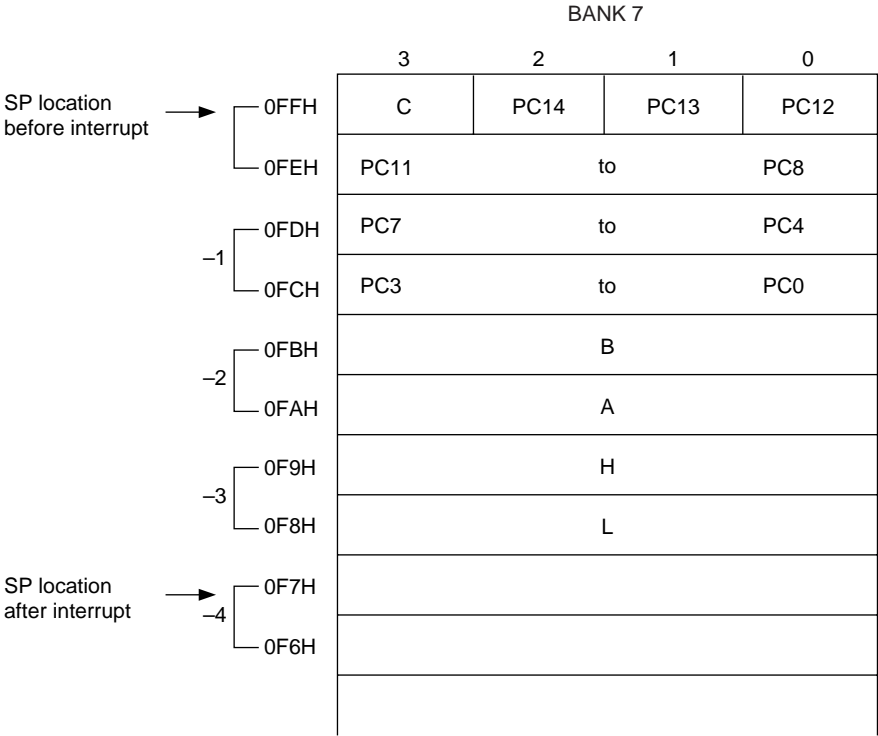 BANK 7
3 2 1 0
SP location
before interrupt
0FFH C PC14 PC13 PC12
0FEH PC11 to PC8
–1
0FDH PC7 to PC4
0FCH PC3 to PC0
–2
0FBH B
0FAH A
–3
0F9H H
0F8H L
SP location
after interrupt
–4
0F7H
0F6H